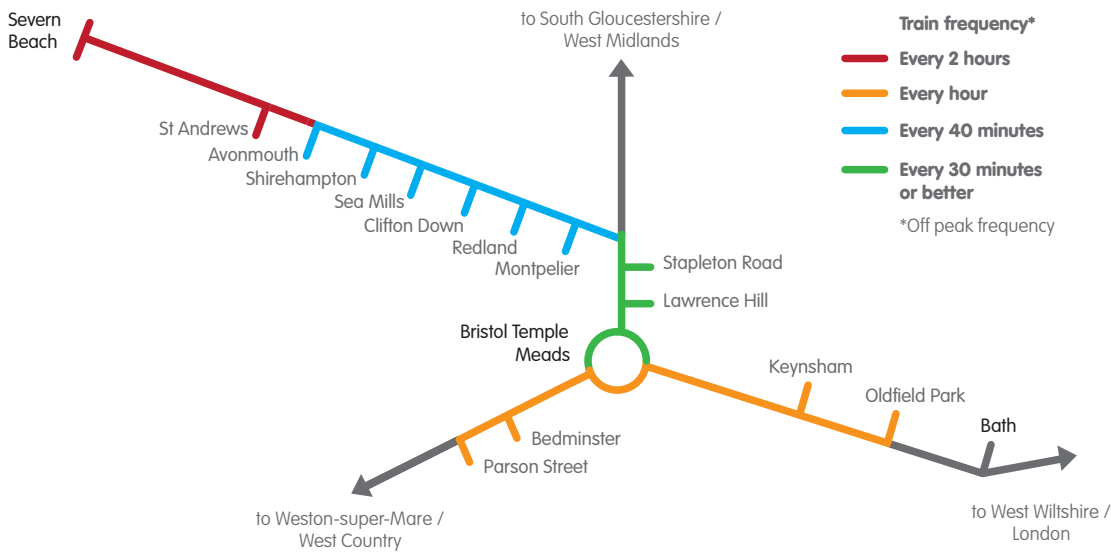 Severn
Beach
to South Gloucestershire /
West Midlands
Train frequency*
Every 2 hours
Every hour
Every 40 minutes
Every 30 minutes
or better
*Off peak frequency
St Andrews
Avonmouth
Shirehampton
Sea Mills
Clifton Down
Redland
Montpelier
Stapleton Road
Lawrence Hill
Bristol Temple
Meads
Keynsham
Oldfield Park
Bath
Bedminster
Parson Street
to Weston-super-Mare /
West Country
to West Wiltshire /
London